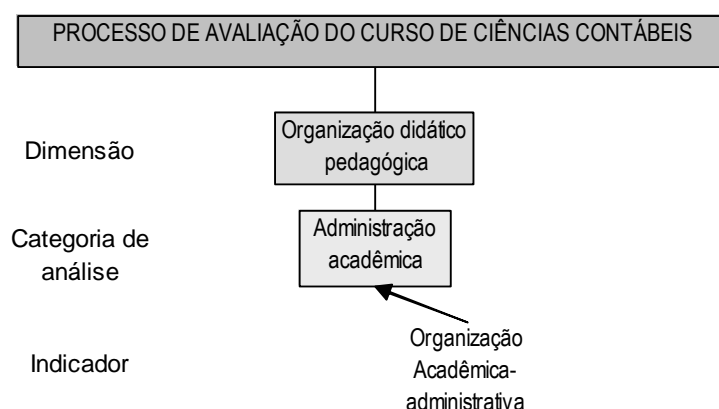 PROCESSO DE AVALIAÇÃO DO CURSO DE CIÊNCIAS CONTÁBEIS
Dimensão
Organização didático
pedagógica
Categoria de
análise
Administração
acadêmica
Indicador
Organização
Acadêmica-
administrativa